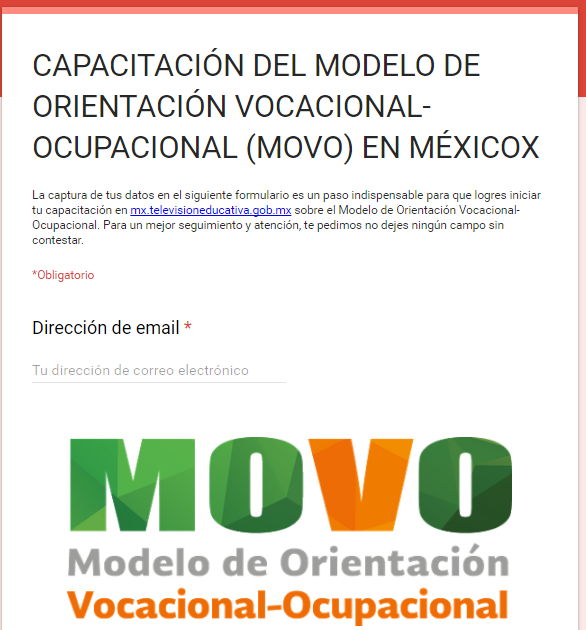 CAPACITACIÓN DEL MODELO DE
ORIENTACIÓN VOCACIONAL-
OCUPACIONAL (MOVO) EN MÉXICOX
La captura de tus datos en el siguiente formulario es un paso indispensable para que logres iniciar
tu capacitación en mx.televisioneducativa.gob.mx sobre el Modelo de Orientación Vocacional-
Ocupacional. Para un mejor seguimiento y atención, te pedimos no dejes ningún campo sin
contestar.
*Obligatorio
Dirección de email *
Tu dirección de correo electrónico
MOVO
Modelo de Orientación
Vocacional-Ocupacional